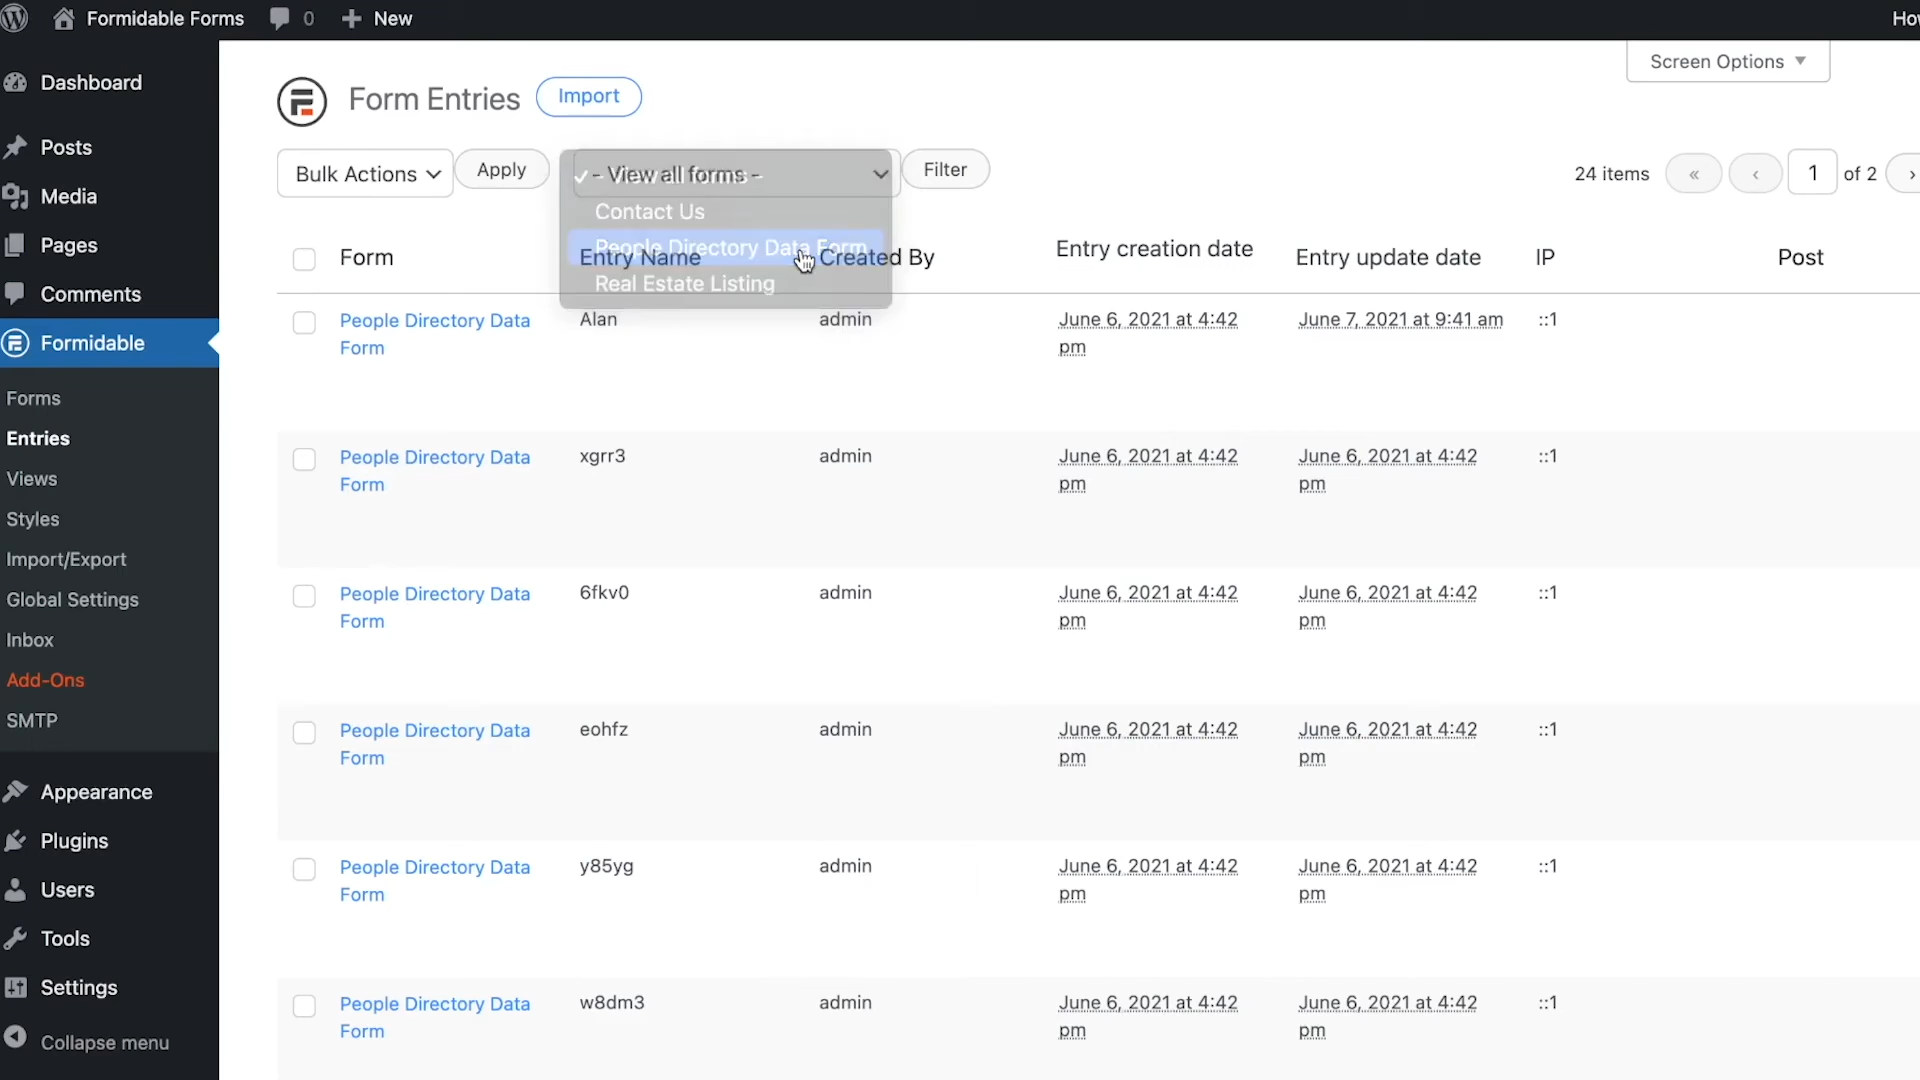 Formidable Forms 0 New
Screen Options
Form Entries Import
Bulk Actions Apply - View all forms - Filter 24 items « ‹ 1 of 2 ›
Contact Us
People Directory Data Form
Real Estate Listing
Form Entry Name Created By Entry creation date Entry update date IP Post
People Directory Data Alan admin June 6, 2021 at 4:42 June 7, 2021 at 9:41 am ::1
Form pm
People Directory Data xgrr3 admin June 6, 2021 at 4:42 June 6, 2021 at 4:42 ::1
Form pm pm
People Directory Data 6fkv0 admin June 6, 2021 at 4:42 June 6, 2021 at 4:42 ::1
Form pm pm
People Directory Data eohfz admin June 6, 2021 at 4:42 June 6, 2021 at 4:42 ::1
Form pm pm
People Directory Data y85yg admin June 6, 2021 at 4:42 June 6, 2021 at 4:42 ::1
Form pm pm
People Directory Data w8dm3 admin June 6, 2021 at 4:42 June 6, 2021 at 4:42 ::1
Form pm pm
Dashboard
Posts
Media
Pages
Comments
Formidable
Forms
Entries
Views
Styles
Import/Export
Global Settings
Inbox
Add-Ons
SMTP
Appearance
Plugins
Users
Tools
Settings
Collapse menu